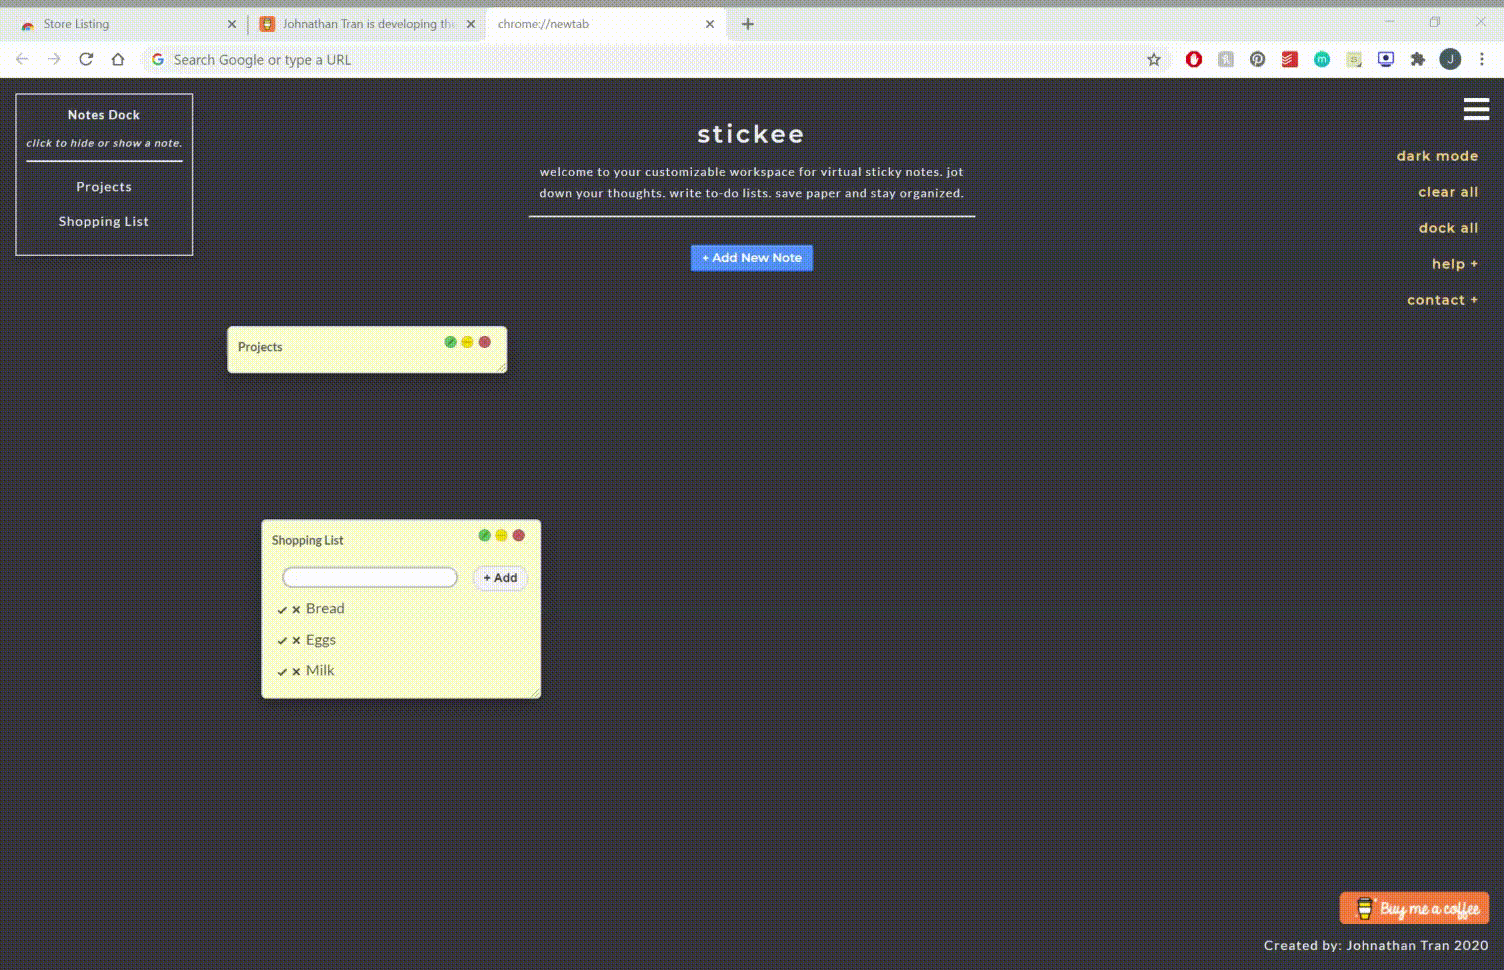 Store Listing
Johnathan Tran is developing the
chrome://newtab
Search Google or type a URL
J
Notes Dock
click to hide or show a note.
Projects
Shopping List
stickee
welcome to your customizable workspace for virtual sticky notes. jot
down your thoughts. write to-do lists. save paper and stay organized.
+ Add New Note
dark mode
clear all
dock all
help +
contact +
Projects
Shopping List
+ Add
Bread
Eggs
Milk
Buy me a coffee
Created by: Johnathan Tran 2020